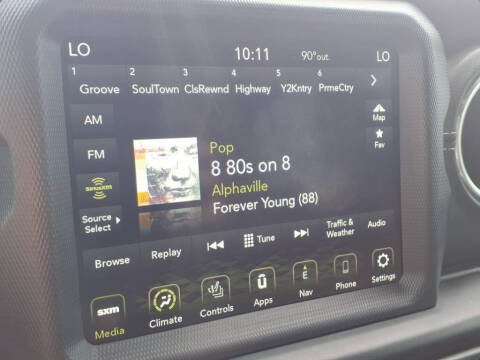 LO 10:11 90°out. LO
1 2 3 4 5 6
Groove SoulTown ClsRewnd Highway Y2Kntry PrmeCtry
AM
Map
FM
Fav
Pop
8 80s on 8
SiriusXM
Alphaville
Forever Young (88)
Source
Select
Browse Replay Tune Traffic &
Weather Audio
sxm
E
Media Climate Controls Apps Nav Phone Settings